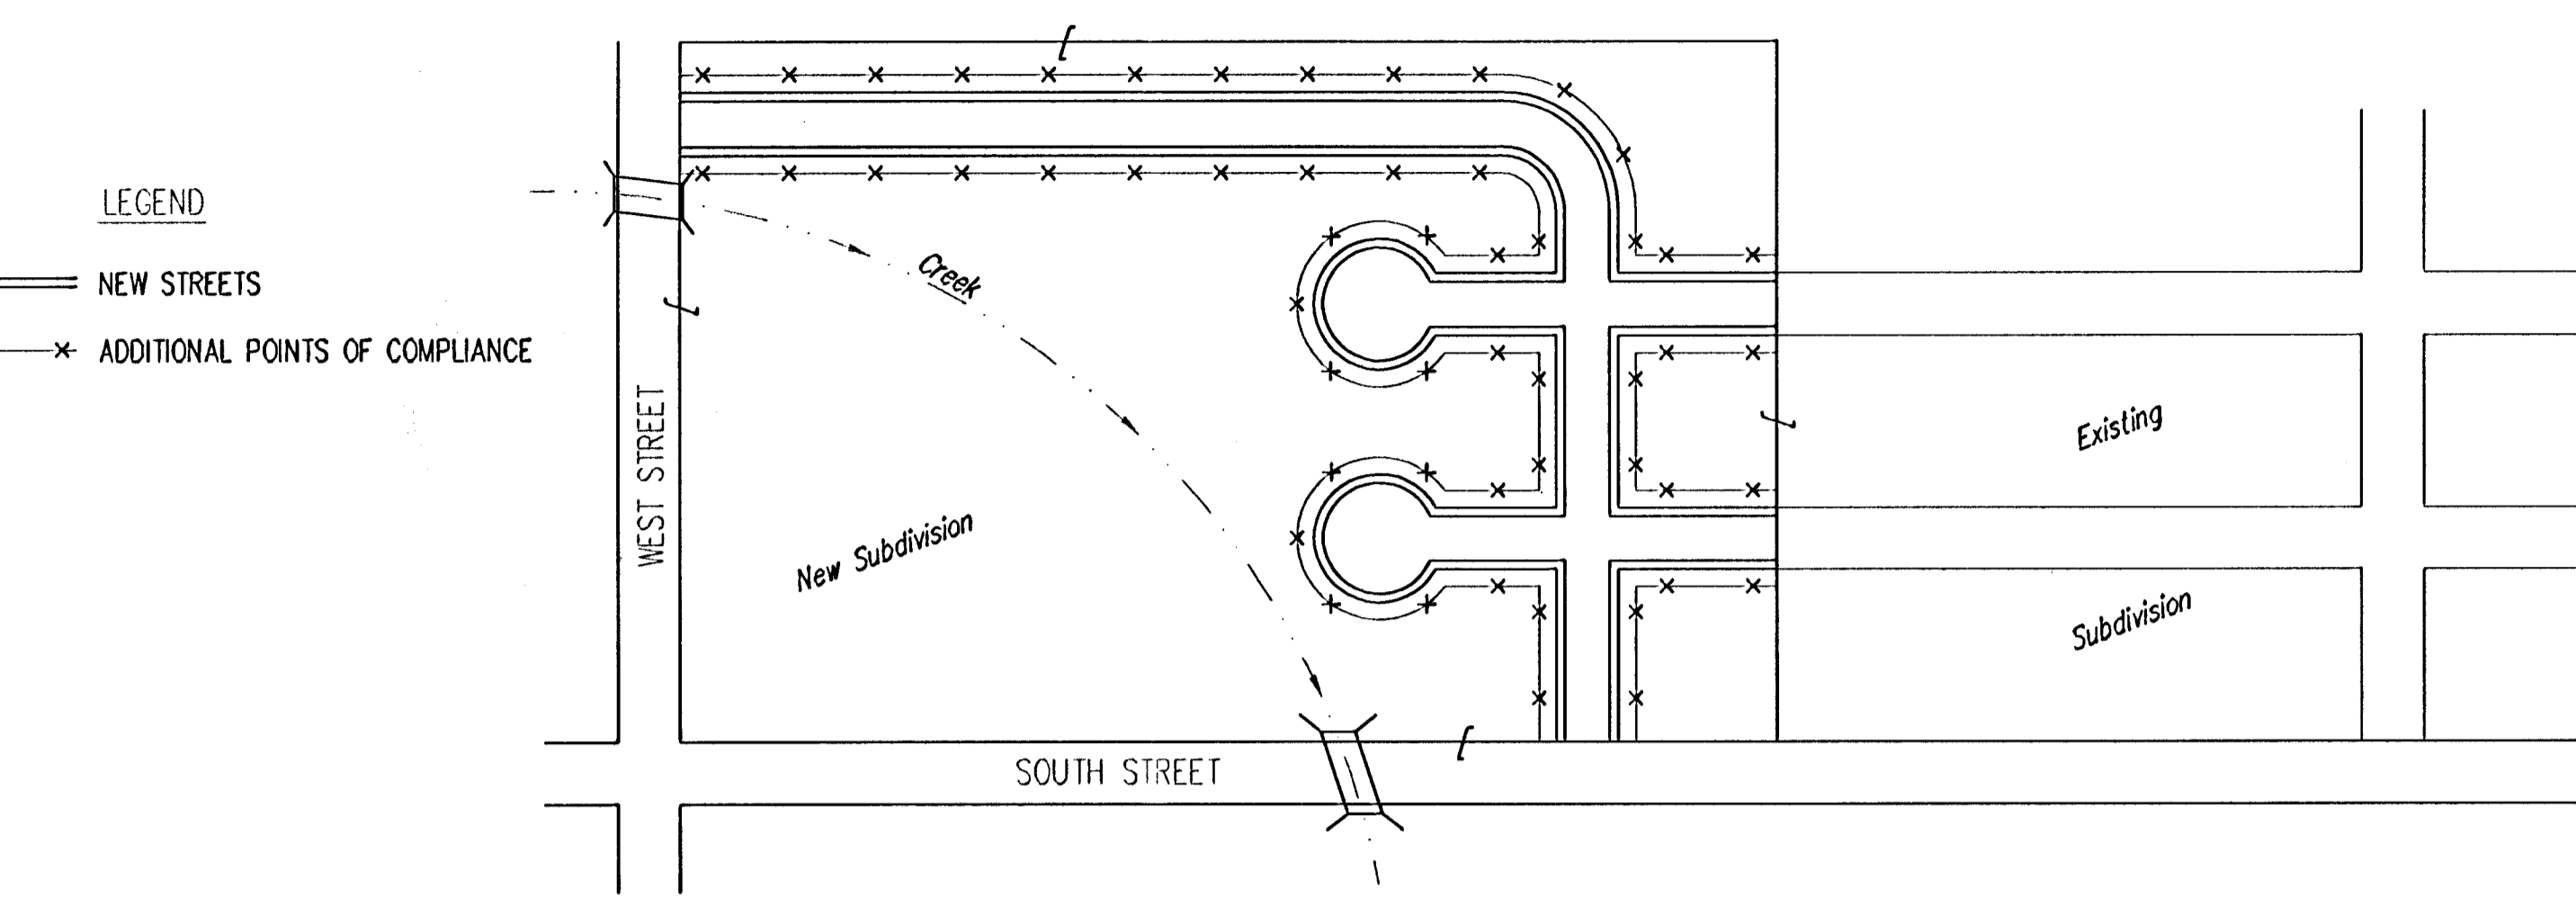 LEGEND
NEW STREETS
ADDITIONAL POINTS OF COMPLIANCE
WEST STREET
Creek
New Subdivision
Existing
Subdivision
SOUTH STREET